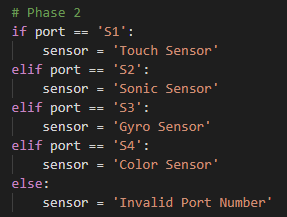 # Phase 2
if port == 'S1':
    sensor = 'Touch Sensor'
elif port == 'S2':
    sensor = 'Sonic Sensor'
elif port == 'S3':
    sensor = 'Gyro Sensor'
elif port == 'S4':
    sensor = 'Color Sensor'
else:
    sensor = 'Invalid Port Number'